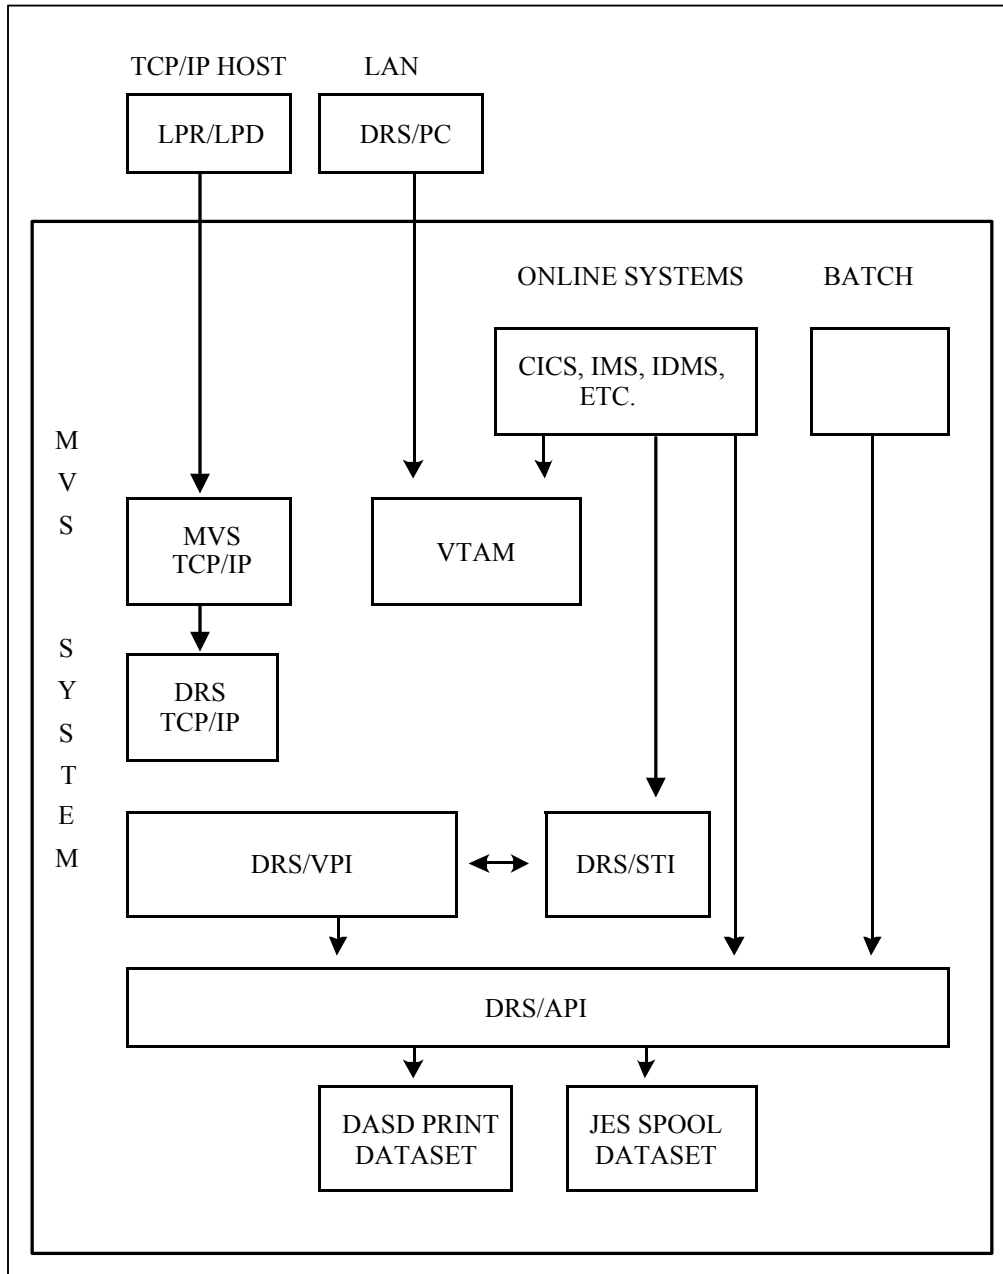 TCP/IP HOST
LAN
LPR/LPD
DRS/PC
ONLINE SYSTEMS
BATCH
CICS, IMS, IDMS,
ETC.
M
V
S
S
Y
S
T
E
M
MVS
TCP/IP
VTAM
DRS
TCP/IP
DRS/VPI
DRS/STI
DRS/API
DASD PRINT
DATASET
JES SPOOL
DATASET